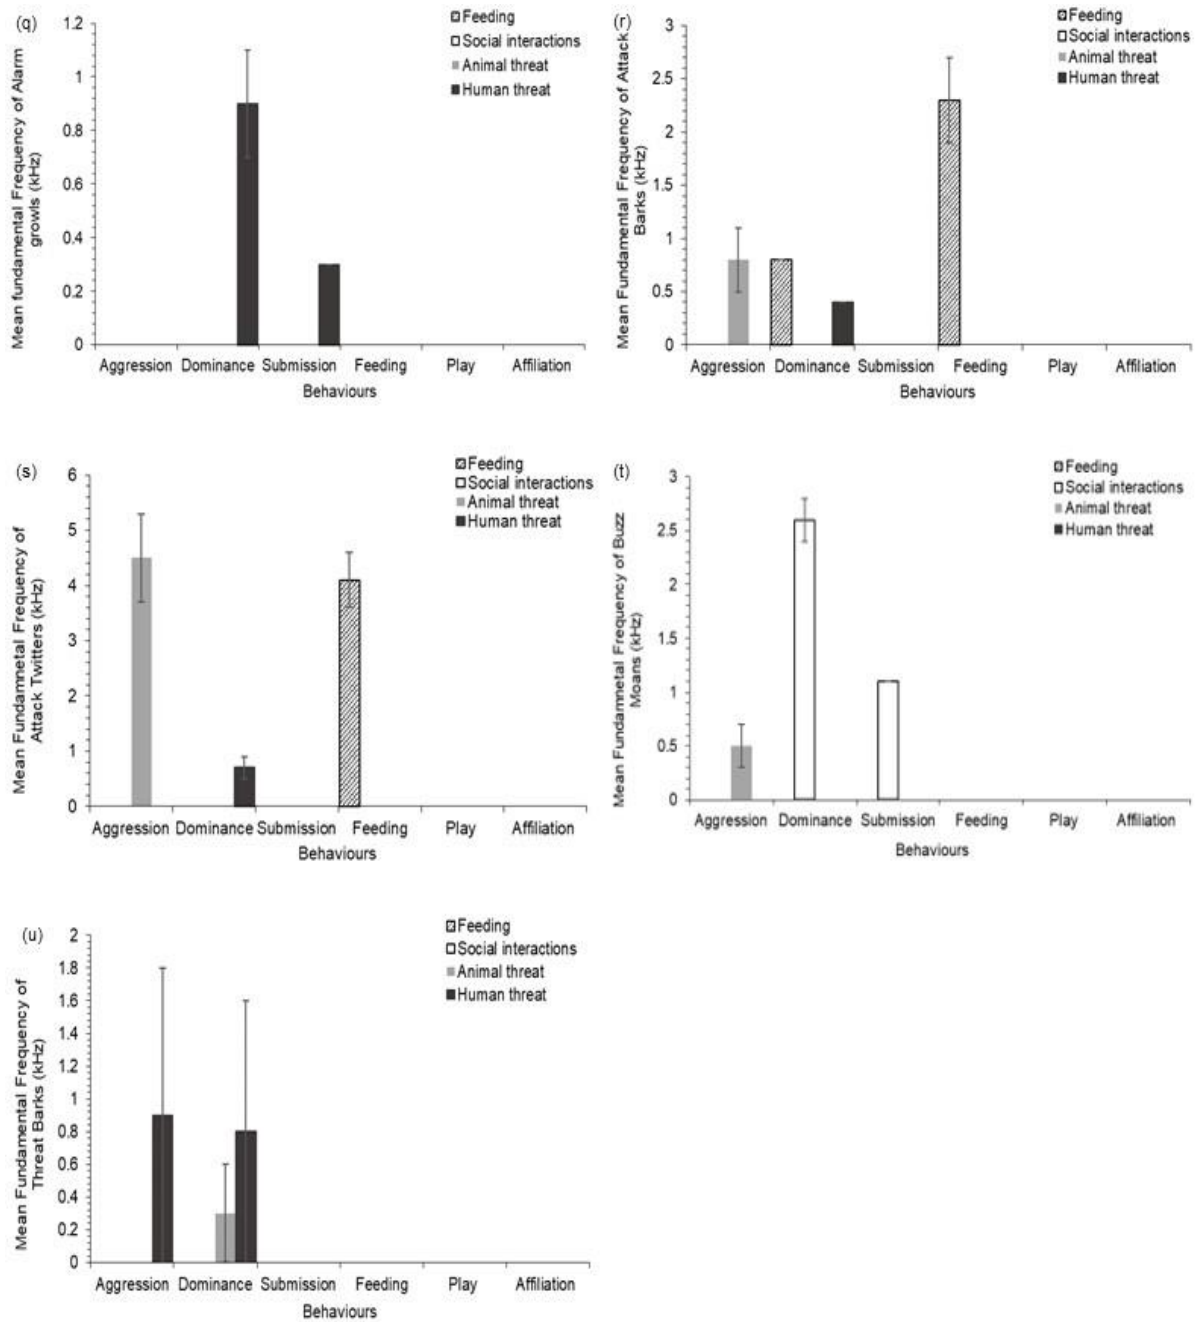 (q)
Mean fundamental Frequency of Alarm
growls (kHz)
1.2
1
0.8
0.6
0.4
0.2
0
Feeding
Social interactions
Animal threat
Human threat
Aggression Dominance Submission Feeding Play Affiliation
Behaviours
(r)
Mean Fundamental Frequency of Attack.
Barks (kHz)
3
2.5
2
1.5
1
0.5
0
Feeding
Social interactions
Animal threat
Human threat
Aggression Dominance Submission Feeding Play Affiliation
Behaviours
(s)
Mean Fundamnetal Frequency of
Attack Twitters (kHz)
6
5
4
3
2
1
0
Feeding
Social interactions
Animal threat
Human threat
Aggression Dominance Submission Feeding Play Affiliation
Behaviours
(t)
Mean Fundamnetal Frequency of Buzz
Moans (kHz)
3
2.5
2
1.5
1
0.5
0
Feeding
Social interactions
Animal threat
Human threat
Aggression Dominance Submission Feeding Play Affiliation
Behaviours
(u)
Mean Fundamental Frequency of
Threat Barks (kHz)
2
1.8
1.6
1.4
1.2
1
0.8
0.6
0.4
0.2
0
Feeding
Social interactions
Animal threat
Human threat
Aggression Dominance Submission Feeding Play Affiliation
Behaviours